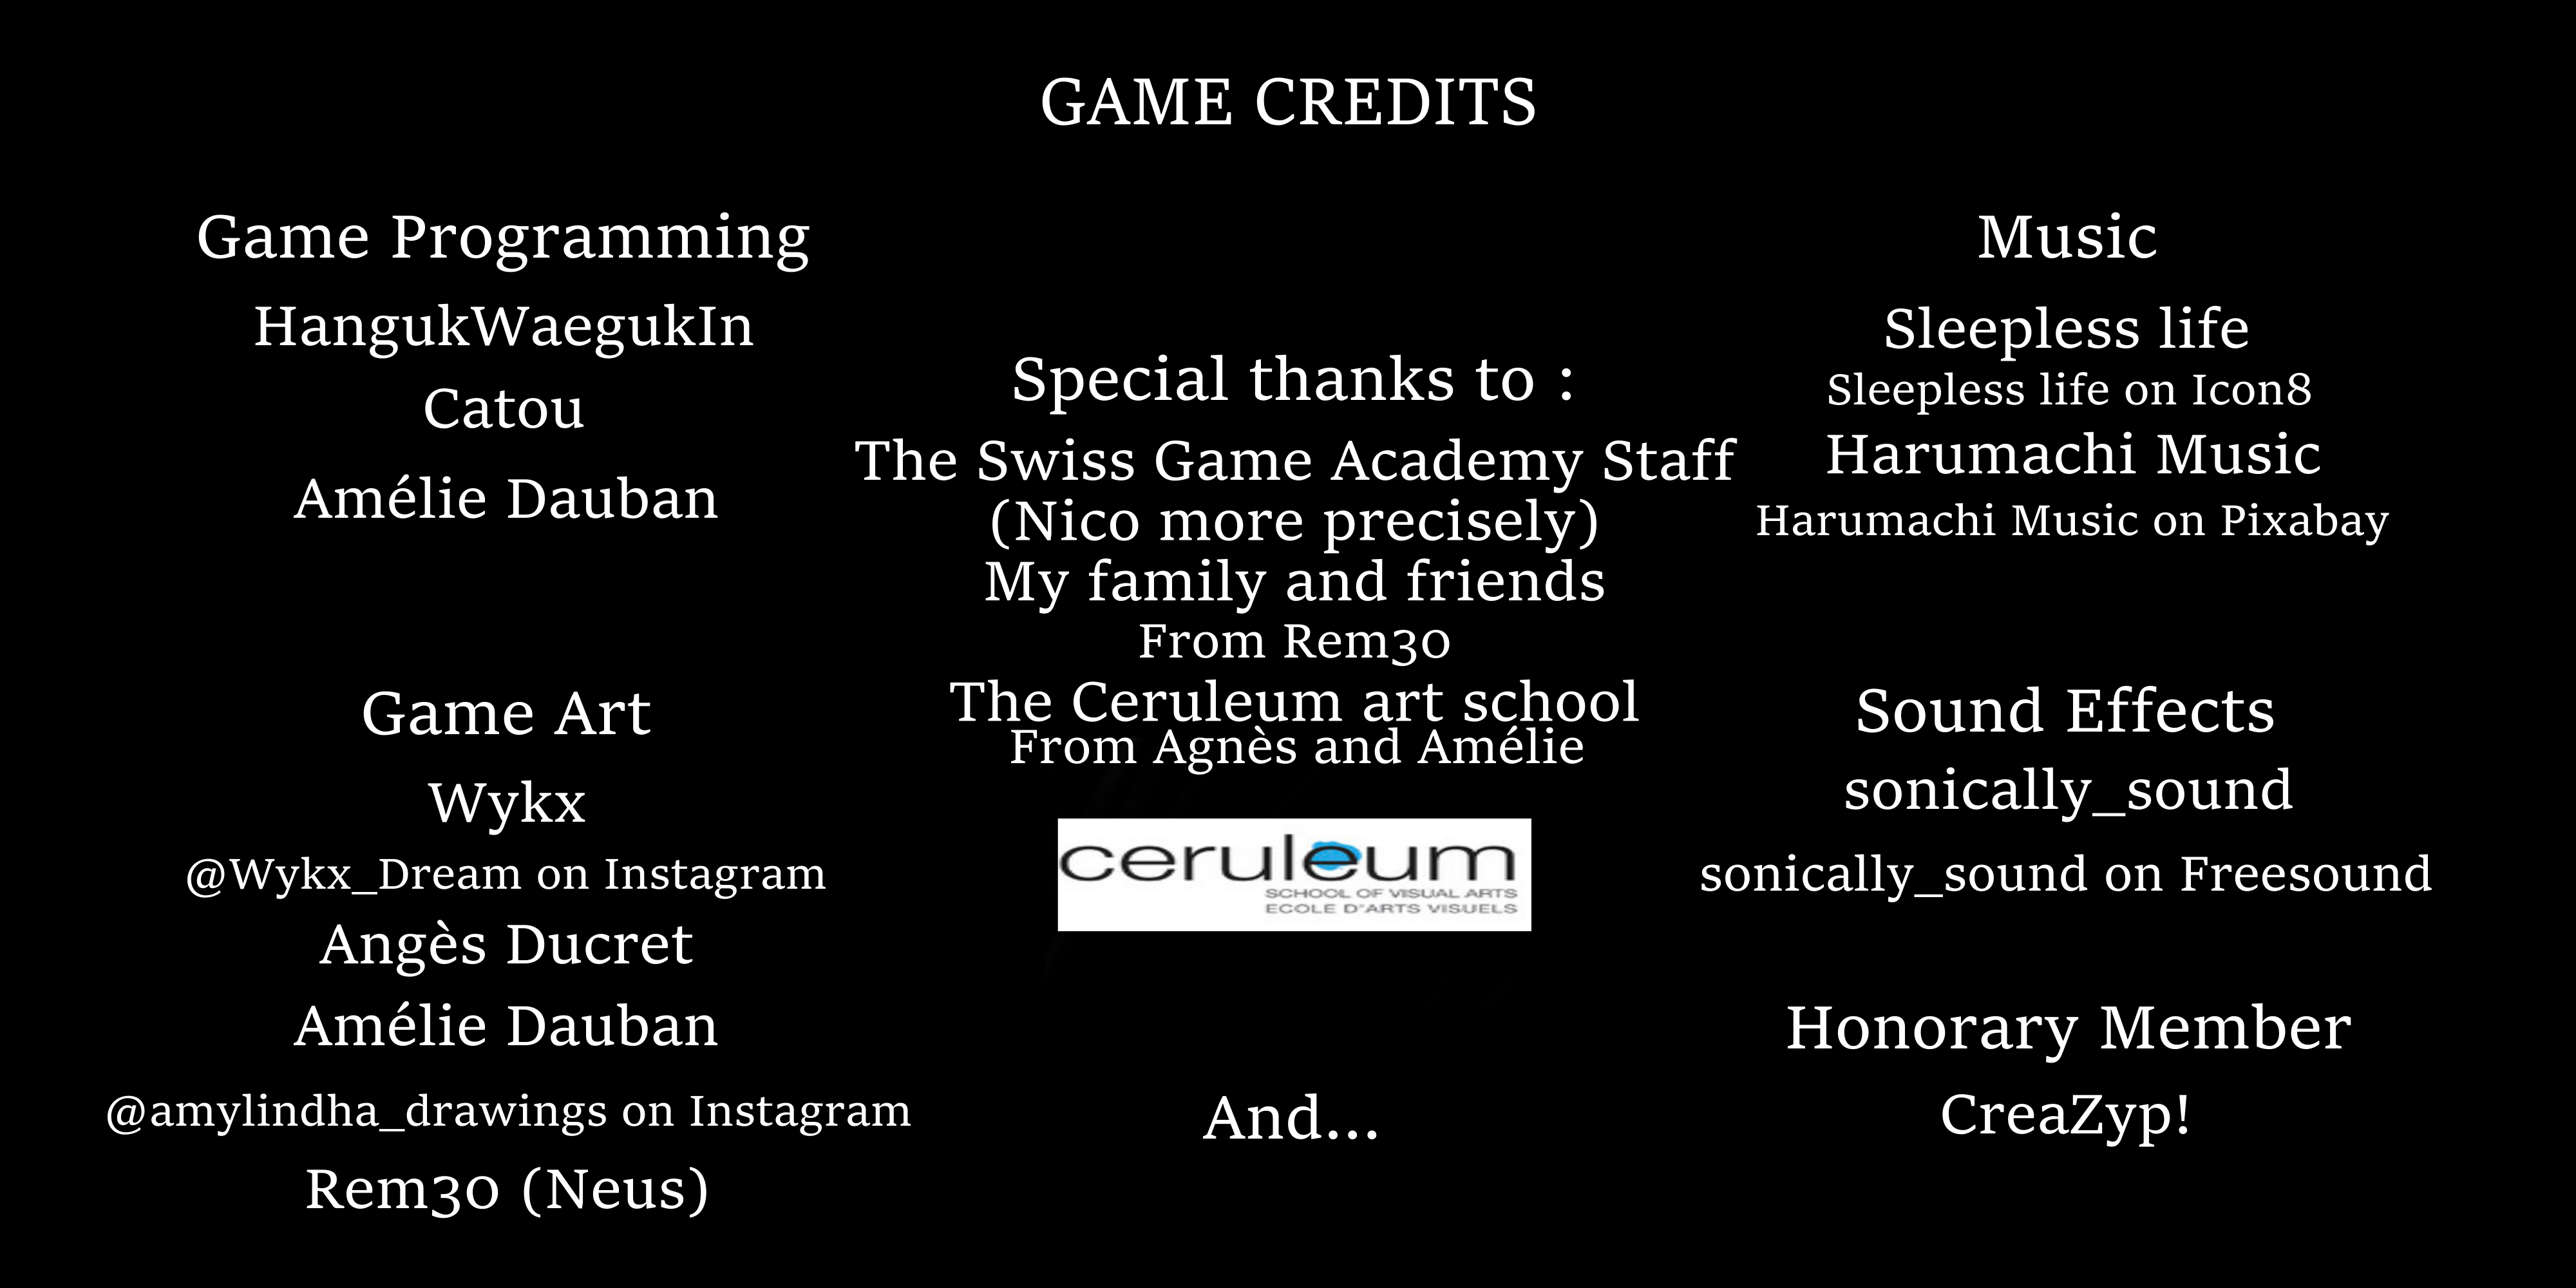 GAME CREDITS
Game Programming
HangukWaegukIn
Catou
Amélie Dauban
Game Art
Wykx
@Wykx_Dream on Instagram
Angès Ducret
Amélie Dauban
@amylindha_drawings on Instagram
Rem30 (Neus)
Special thanks to :
The Swiss Game Academy Staff
(Nico more precisely)
My family and friends
From Rem30
The Ceruleum art school
From Agnès and Amélie
ceruleum
SCHOOL OF VISUAL ARTS
ECOLE D'ARTS VISUELS
And...
Music
Sleepless life
Sleepless life on Icon8
Harumachi Music
Harumachi Music on Pixabay
Sound Effects
sonically_sound
sonically_sound on Freesound
Honorary Member
CreaZyp!